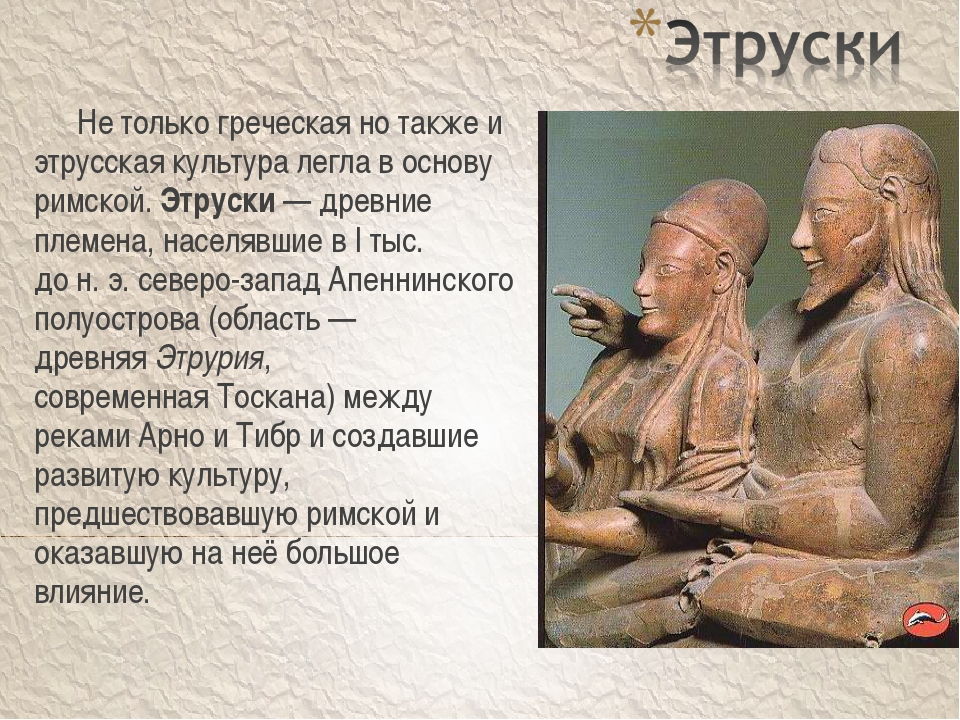 *Этруски
Не только греческая но также и
этрусская культура легла в основу
римской. Этруски — древние
племена, населявшие в I тыс.
до н. э. северо-запад Апеннинского
полуострова (область —
древняя Этрурия,
современная Тоскана) между
реками Арно и Тибр и создавшие
развитую культуру,
предшествовавшую римской и
оказавшую на неё большое
влияние.